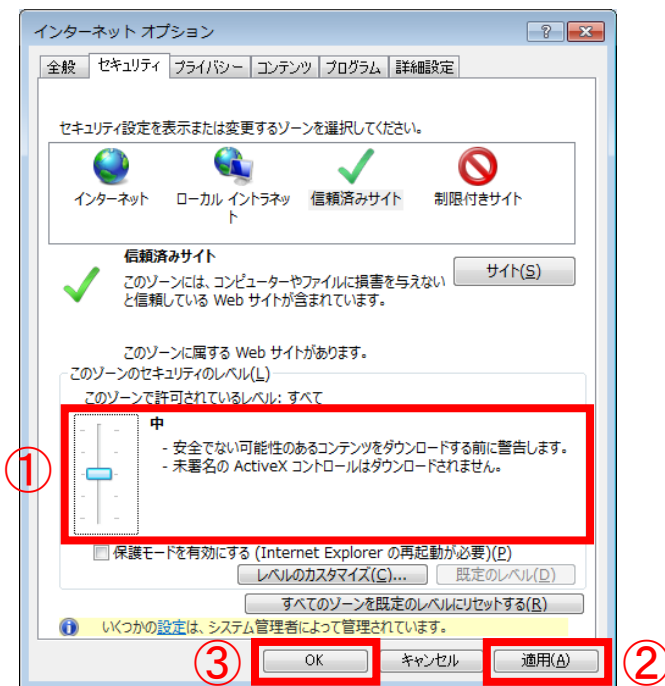 インターネット オプション
全般 セキュリティ プライバシー コンテンツ プログラム 詳細設定
セキュリティ設定を表示または変更するゾーンを選択してください。
インターネット ローカル イントラネッ 信頼済みサイト 制限付きサイト
ト
信頼済みサイト
サイト(S)
このゾーンには、コンピューターやファイルに損害を与えない
と信頼している Web サイトが含まれています。
このゾーンに属する Web サイトがあります。
このゾーンのセキュリティのレベル(L)
このゾーンで許可されているレベル: すべて
①
中
- 安全でない可能性のあるコンテンツをダウンロードする前に警告します。
- 未署名の ActiveX コントロールはダウンロードされません。
保護モードを有効にする (Internet Explorer の再起動が必要)(P)
レベルのカスタマイズ(C)... 既定のレベル(D)
すべてのゾーンを既定のレベルにリセットする(R)
いくつかの設定は、システム管理者によって管理されています。
③ OK キャンセル 適用(A) ②